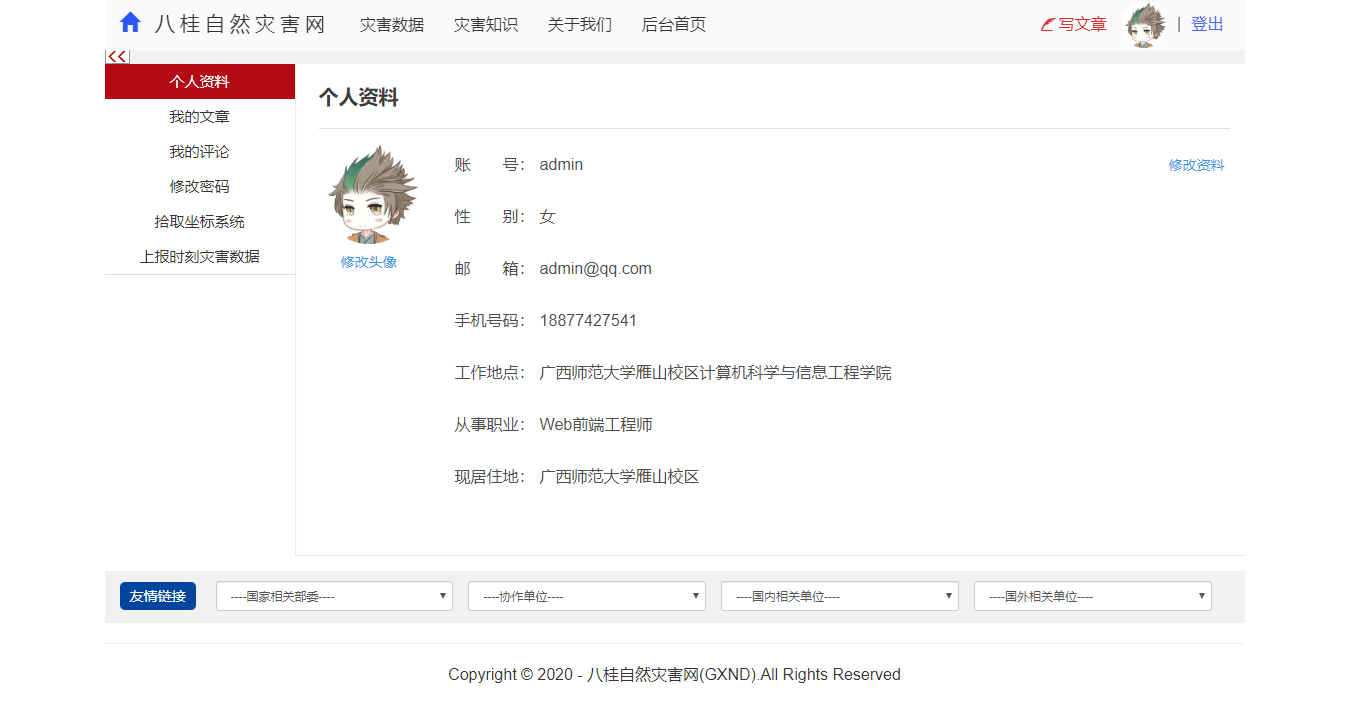 八桂自然灾害网 灾害数据 灾害知识 关于我们 后台首页 写文章 | 登出
<<
个人资料
我的文章
我的评论
修改密码
拾取坐标系统
上报时刻灾害数据
个人资料
修改头像
账 号： admin
修改资料
性 别： 女
邮 箱： admin@qq.com
手机号码： 18877427541
工作地点： 广西师范大学雁山校区计算机科学与信息工程学院
从事职业： Web前端工程师
现居住地： 广西师范大学雁山校区
友情链接 ----国家相关部委---- ----协作单位---- ----国内相关单位---- ----国外相关单位----
Copyright © 2020 - 八桂自然灾害网(GXND).All Rights Reserved